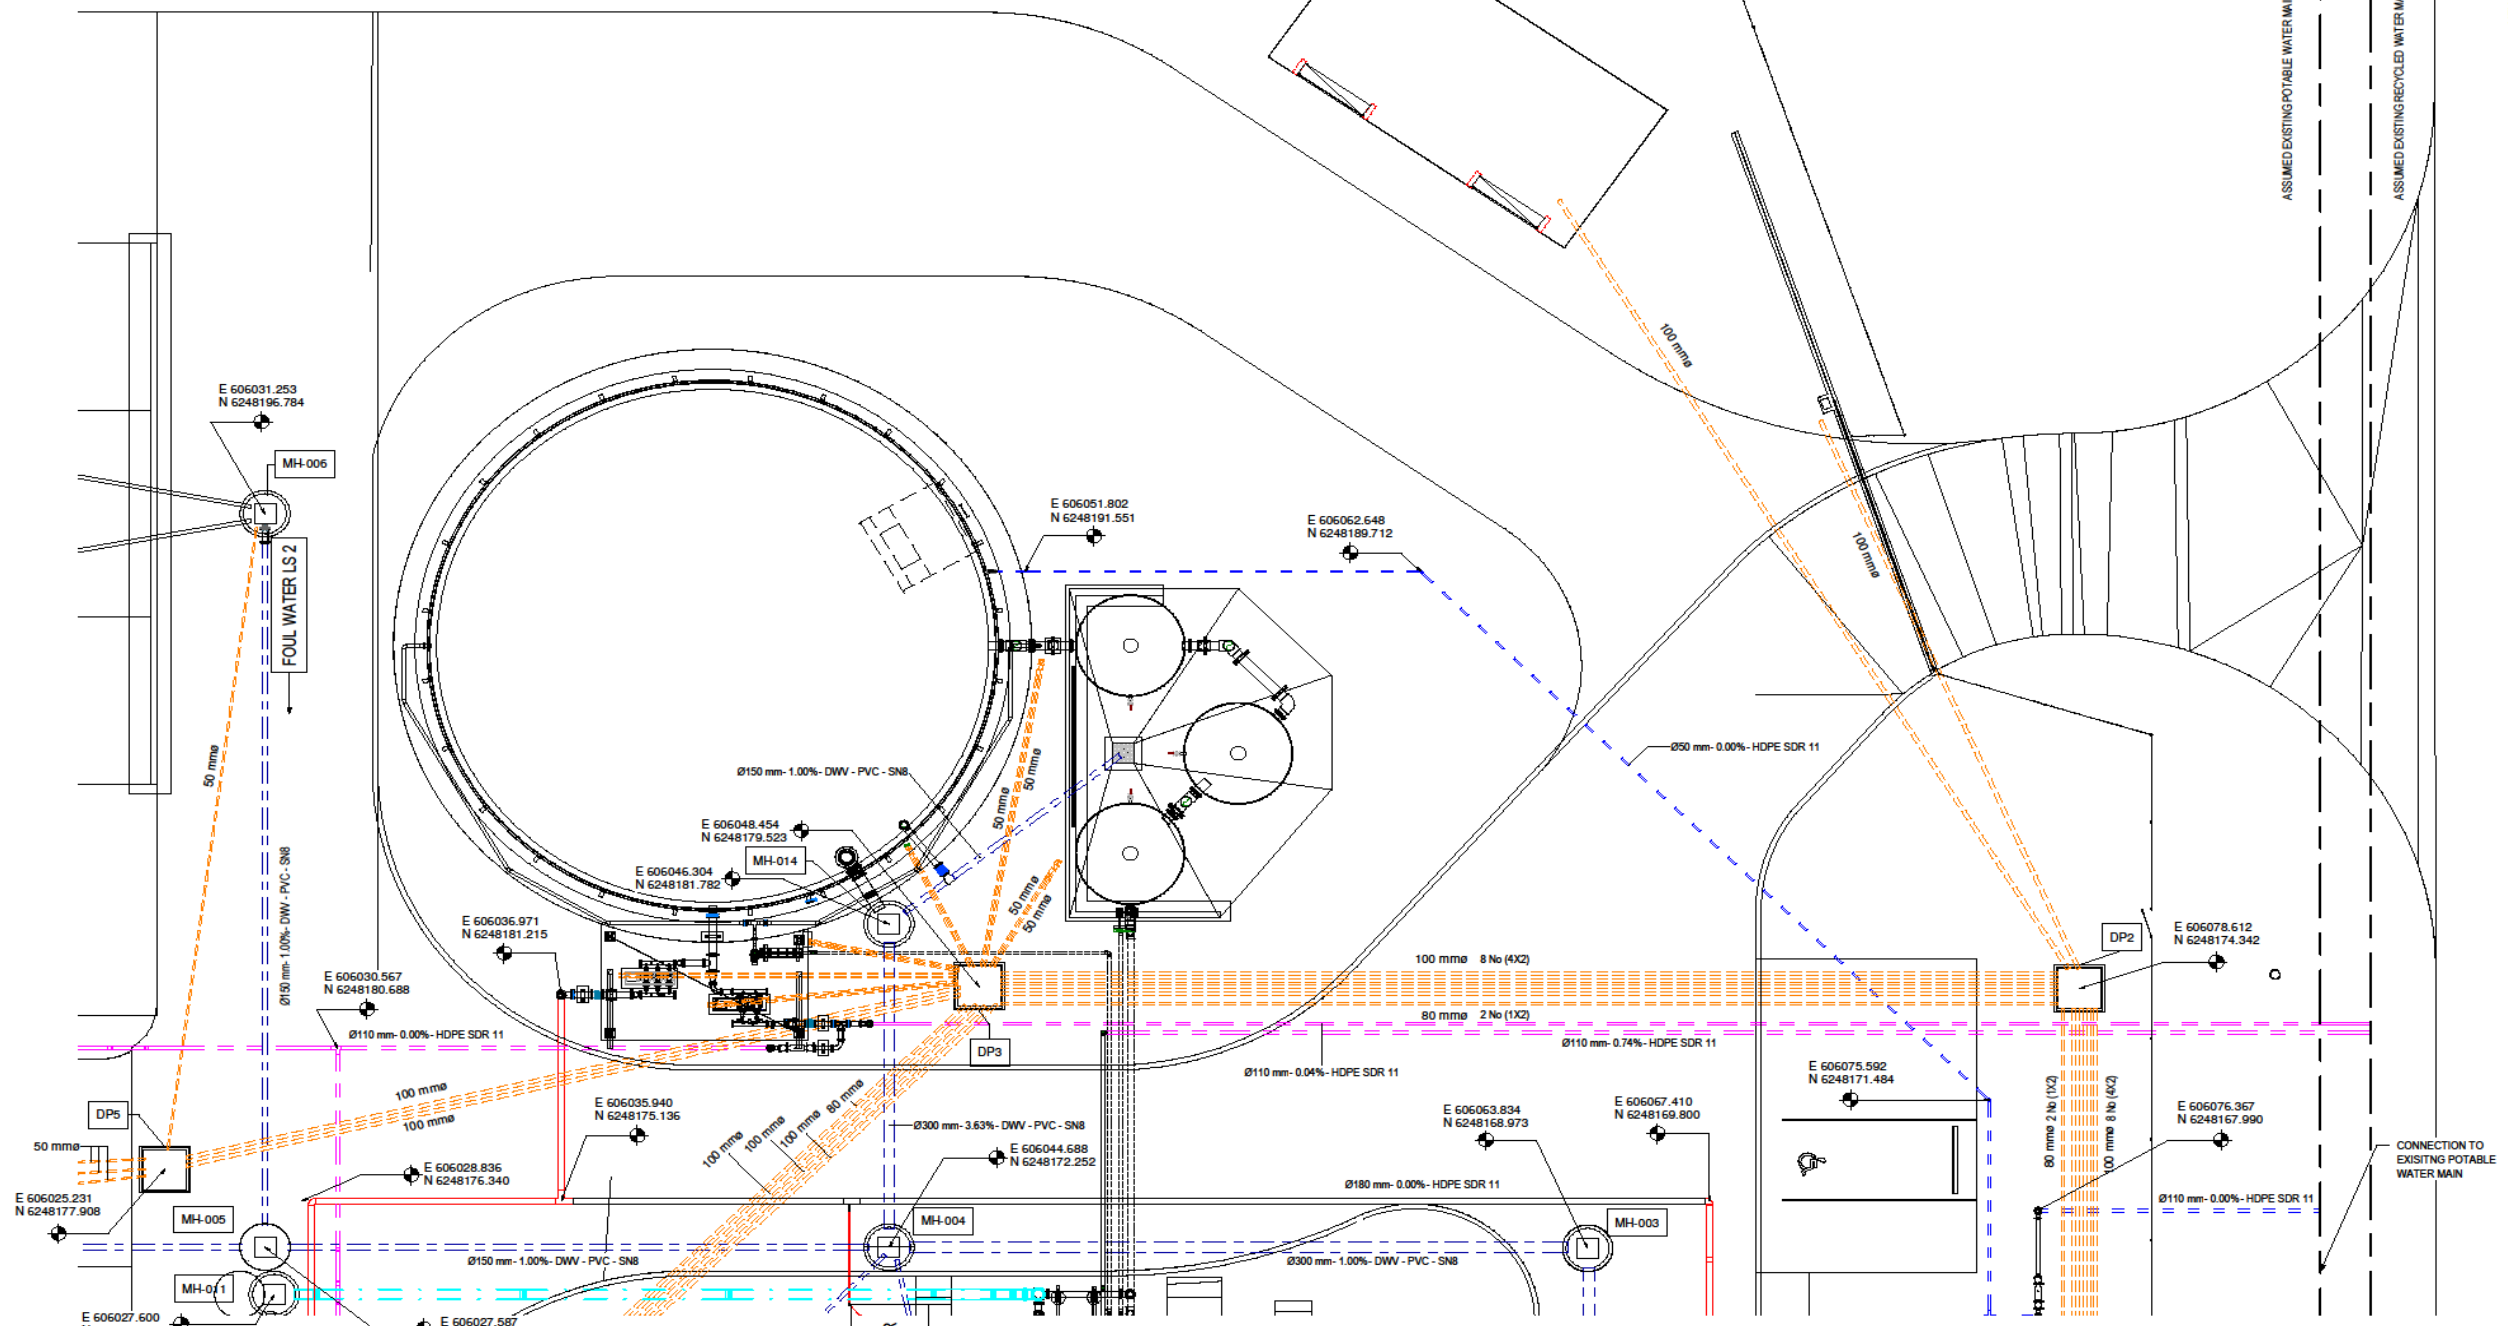 ASSUMED EXISTING POTABLE WATER MAI
ASSUMED EXISTING RECYCLED WATER M
100 mmø
E 606031.253
N 6248196.784
MH-006
FOUL WATER LS 2
E 606051.802
N 6248191.551
E 606062.648
N 6248189.712
100 mmø
50 mmø
Ø150 mm- 1.00%- DWV - PVC - SN8
50 mmø
50 mmø
Ø50 mm- 0.00%- HDPE SDR 11
E 606048.454
N 6248179.523
MH-014
E 606046.304
N 6248181.782
50 mmø
50 mmø
E 606036.971
N 6248181.215
Ø150 mm- 1.00%- DWV - PVC - SN8
E 606030.567
N 6248180.688
100 mmø 8 No (4X2)
DP2
E 606078.612
N 6248174.342
80 mmø 2 No (1X2)
Ø110 mm- 0.00%- HDPE SDR 11
DP3
Ø110 mm- 0.74%- HDPE SDR 11
Ø110 mm- 0.04%- HDPE SDR 11
E 606075.592
N 6248171.484
100 mmø
100 mmø
DP5
50 mmø
E 606035.940
N 6248175.136
100 mmø
100 mmø
100 mmø
80 mmø
Ø300 mm- 3.63%- DWV - PVC - SN8
E 606063.834
N 6248168.973
E 606067.410
N 6248169.800
80 mmø 2 No (1X2)
100 mmø 8 No (4X2)
E 606076.367
N 6248167.990
CONNECTION TO
EXISITNG POTABLE
WATER MAIN
E 606044.688
N 6248172.252
E 606028.836
N 6248176.340
E 606025.231
N 6248177.908
Ø180 mm- 0.00%- HDPE SDR 11
Ø110 mm- 0.00%- HDPE SDR 11
MH-005
MH-004
MH-003
Ø150 mm- 1.00%- DWV - PVC - SN8
Ø300 mm- 1.00%- DWV - PVC - SN8
MH-011
E 606027.600
E 606027.587